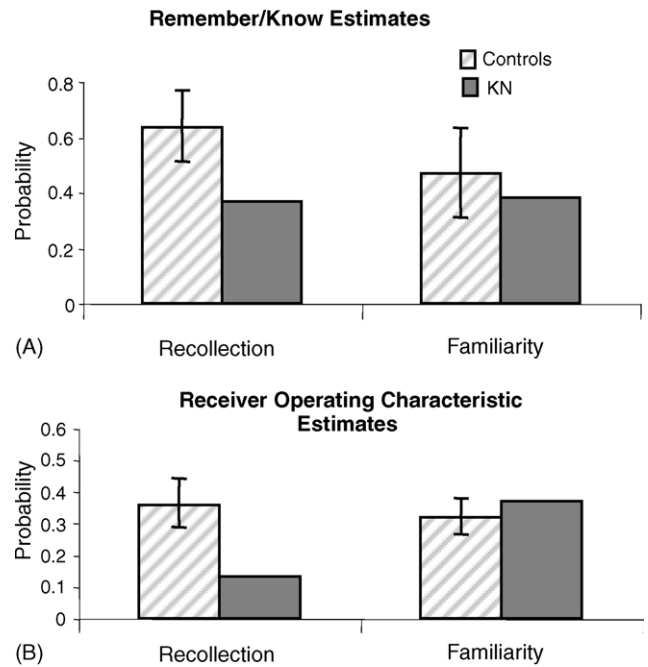 Remember/Know Estimates
Controls
KN
0.8
0.6
0.4
0.2
0
Probability
(A)
Recollection
Familiarity
Receiver Operating Characteristic
Estimates
0.6
0.5
0.4
0.3
0.2
0.1
0
Probability
(B)
Recollection
Familiarity